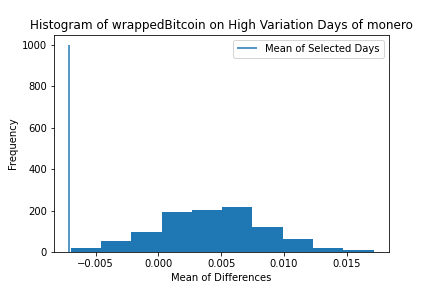 Histogram of wrappedBitcoin on High Variation Days of monero
Mean of Selected Days
Frequency
1000
800
600
400
200
0
−0.005 0.000 0.005 0.010 0.015
Mean of Differences